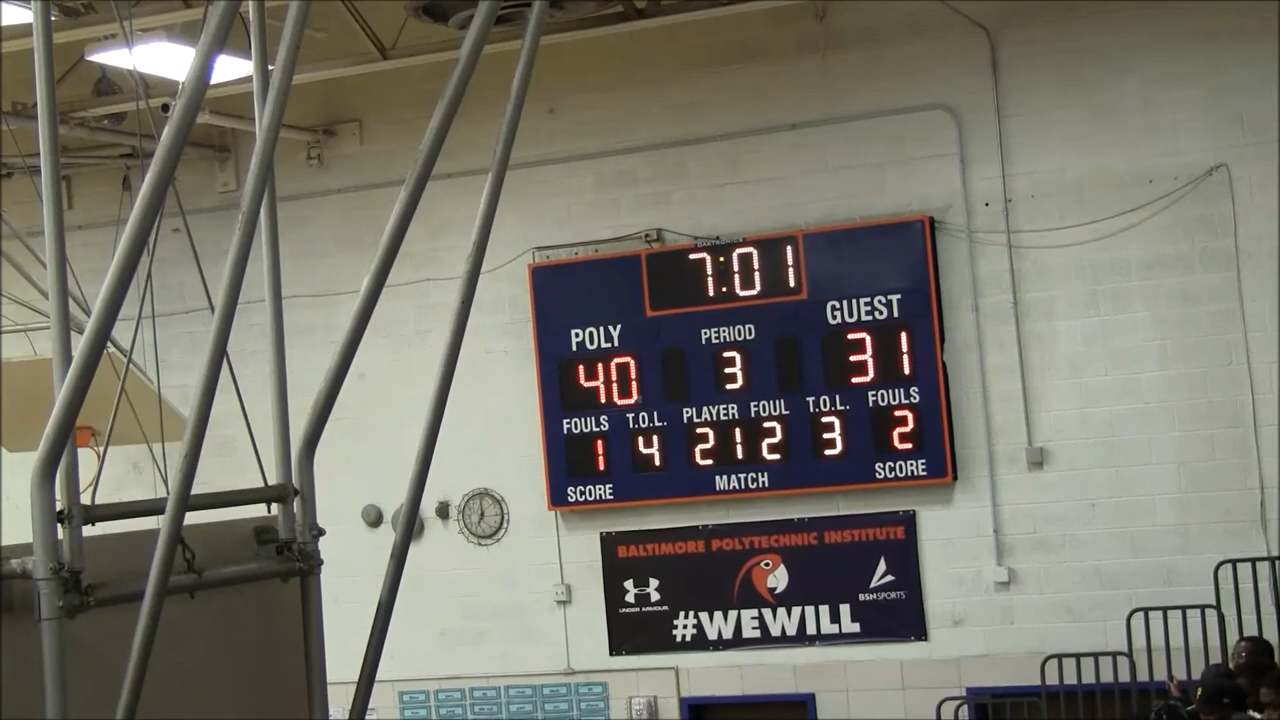 DAKTRONICS
7:01
POLY PERIOD GUEST
40 3 31
FOULS T.O.L. PLAYER FOUL T.O.L. FOULS
1 4 21 2 3 2
SCORE MATCH SCORE
BALTIMORE POLYTECHNIC INSTITUTE
UNDER ARMOUR
BSN SPORTS
#WEWILL